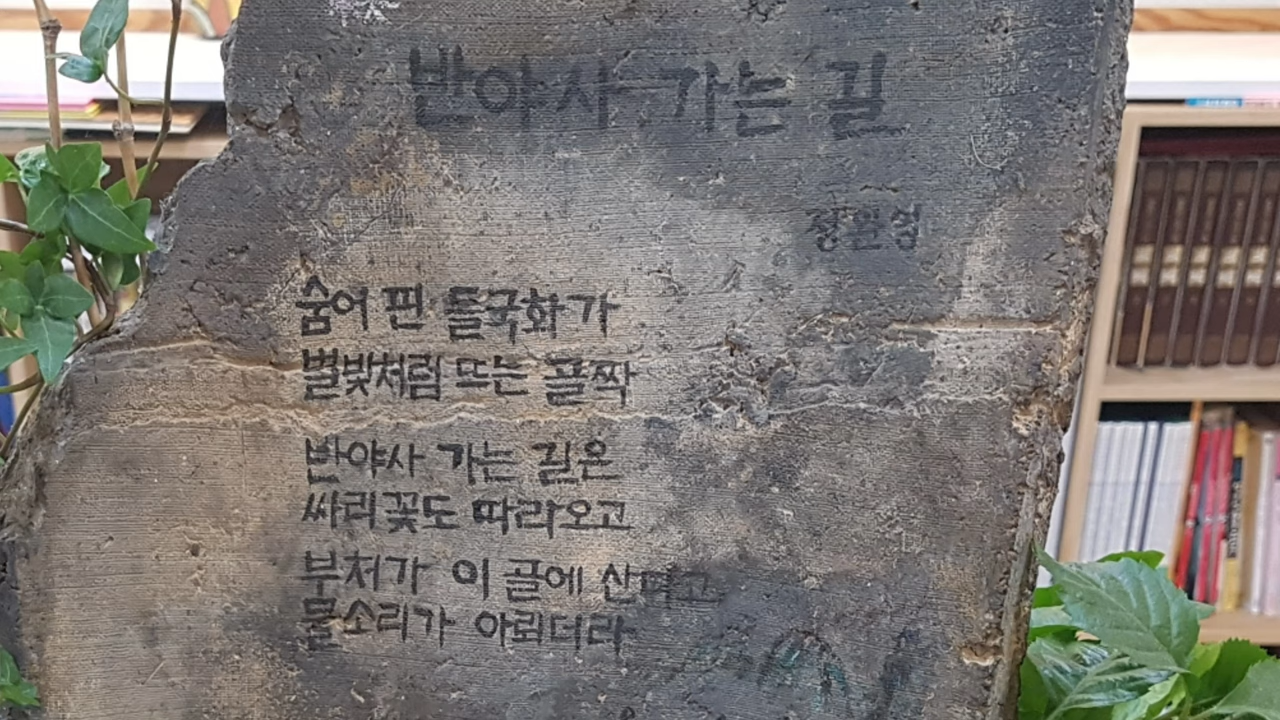 반야사 가는 길
정완영
숨어 핀 들국화가
별빛처럼 뜨는 골짝
반야사 가는 길은
싸리꽃도 따라오고
부처가 이 골에 산다고
물소리가 아뢰더라